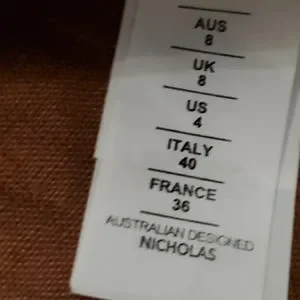 AUS
8
UK
8
US
4
ITALY
40
FRANCE
36
AUSTRALIAN DESIGNED
NICHOLAS